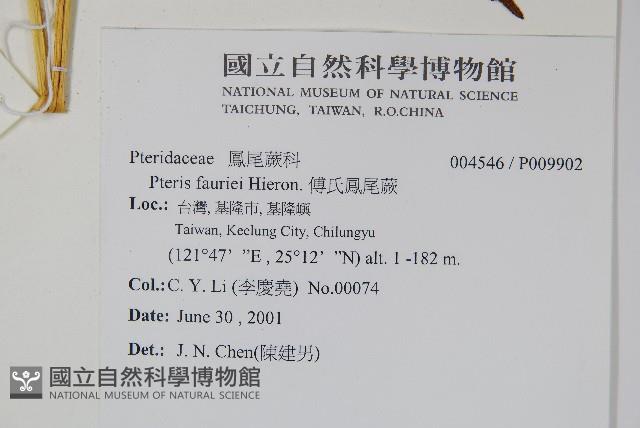 國立自然科學博物館
NATIONAL MUSEUM OF NATURAL SCIENCE
TAICHUNG, TAIWAN, R.O.CHINA
Pteridaceae 鳳尾蕨科 004546 / P009902
Pteris fauriei Hieron. 傅氏鳳尾蕨
Loc.: 台灣, 基隆市, 基隆嶼
Taiwan, Keelung City, Chilungyu
(121°47' ”E , 25°12' ”N) alt. 1 -182 m.
Col.: C. Y. Li (李慶堯) No.00074
Date: June 30 , 2001
Det.: J. N. Chen(陳建男)
國立自然科學博物館
NATIONAL MUSEUM OF NATURAL SCIENCE